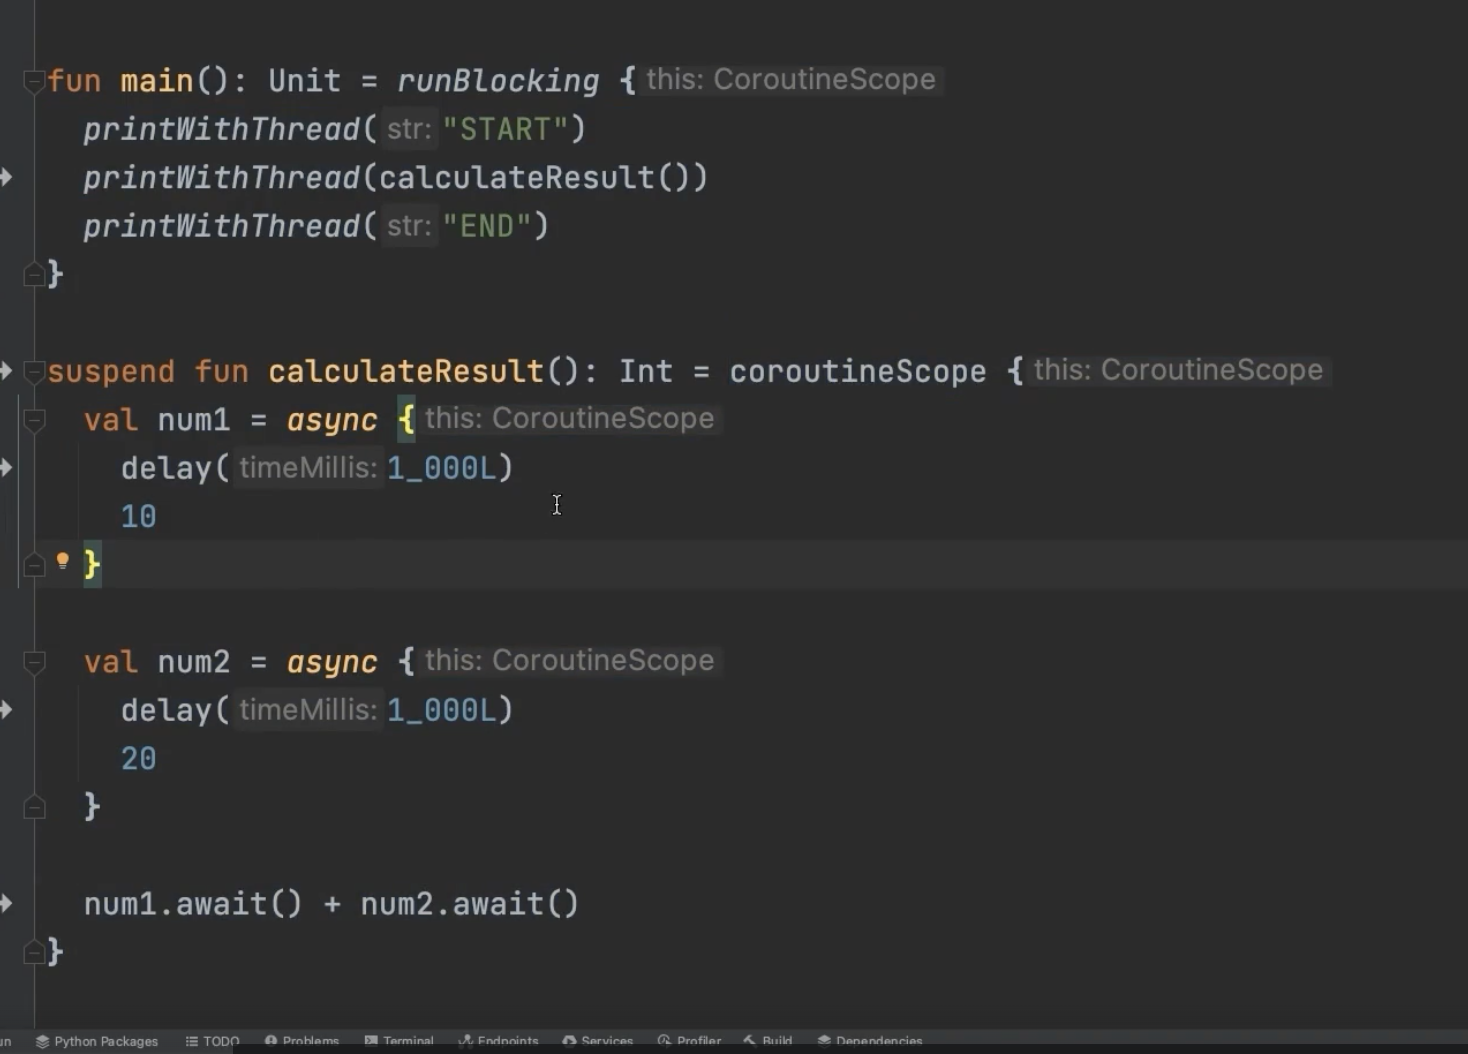 fun main(): Unit = runBlocking { this: CoroutineScope
printWithThread( str: "START")
printWithThread(calculateResult())
printWithThread( str: "END")
}
suspend fun calculateResult(): Int = coroutineScope { this: CoroutineScope
val num1 = async { this: CoroutineScope
delay( timeMillis: 1_000L)
10
}
val num2 = async { this: CoroutineScope
delay( timeMillis: 1_000L)
20
}
num1.await() + num2.await()
}
Python Packages TODO Problems Terminal Endpoints Services Profiler Build Dependencies